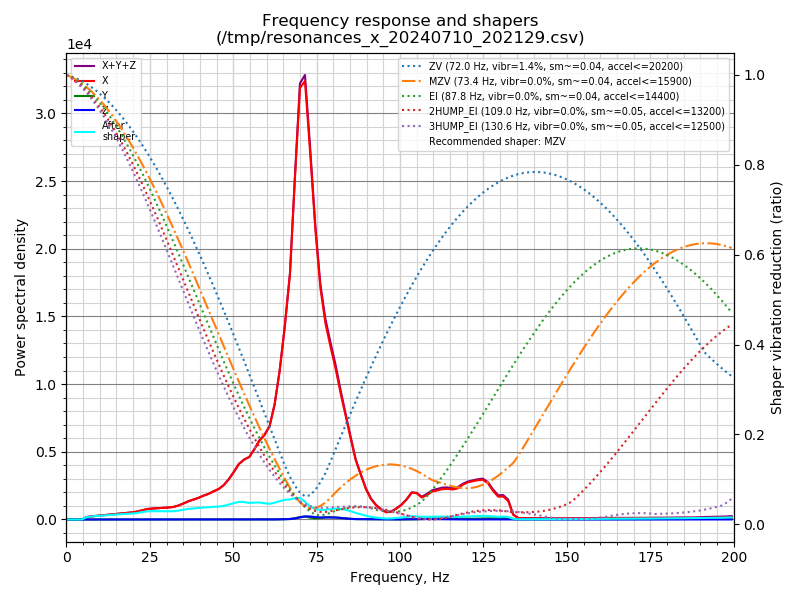 Frequency response and shapers
(/tmp/resonances_x_20240710_202129.csv)
1e4
X+Y+Z
X
Y
Z
After
shaper
ZV (72.0 Hz, vibr=1.4%, sm~=0.04, accel<=20200)
MZV (73.4 Hz, vibr=0.0%, sm~=0.04, accel<=15900)
EI (87.8 Hz, vibr=0.0%, sm~=0.04, accel<=14400)
2HUMP_EI (109.0 Hz, vibr=0.0%, sm~=0.05, accel<=13200)
3HUMP_EI (130.6 Hz, vibr=0.0%, sm~=0.05, accel<=12500)
Recommended shaper: MZV
Power spectral density
3.0
2.5
2.0
1.5
1.0
0.5
0.0
1.0
0.8
0.6
0.4
0.2
0.0
Shaper vibration reduction (ratio)
0 25 50 75 100 125 150 175 200
Frequency, Hz